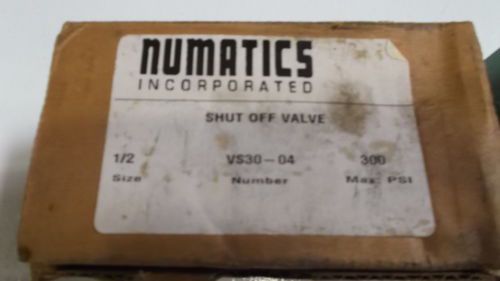 NUMATICS
INCORPORATED
SHUT OFF VALVE
1/2 VS30-04 300
Size Number Max. PSI